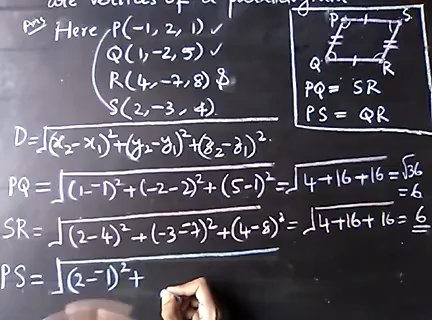 are vertices of a parallelogram
Ans Here P(-1, 2, 1) ✓
Q(1, -2, 5) ✓
R(4, -7, 8) &
S(2, -3, 4).
P S
Q R
PQ = SR
PS = QR
D = √(x₂-x₁)²+(y₂-y₁)²+(z₂-z₁)².
PQ = √(1--1)²+(-2-2)²+(5-1)² = √4+16+16 = √36
= 6
SR = √(2-4)²+(-3--7)²+(4-8)² = √4+16+16 = 6
PS = √(2--1)²+